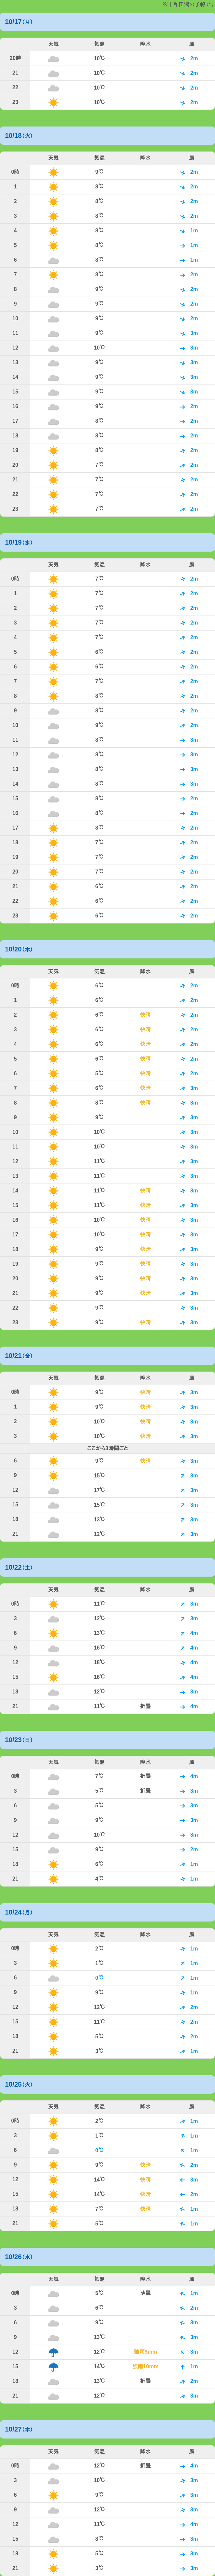 ※十和田湖の予報です
10/17(月)
天気 気温 降水 風
20時 10℃ 2m
21 10℃ 2m
22 10℃ 2m
23 10℃ 2m
10/18(火)
天気 気温 降水 風
0時 9℃ 2m
1 8℃ 2m
2 8℃ 2m
3 8℃ 2m
4 8℃ 1m
5 8℃ 1m
6 8℃ 1m
7 8℃ 2m
8 9℃ 2m
9 9℃ 2m
10 9℃ 2m
11 9℃ 3m
12 10℃ 3m
13 9℃ 3m
14 9℃ 3m
15 9℃ 3m
16 9℃ 2m
17 8℃ 2m
18 8℃ 2m
19 8℃ 2m
20 7℃ 2m
21 7℃ 2m
22 7℃ 2m
23 7℃ 2m
10/19(水)
天気 気温 降水 風
0時 7℃ 2m
1 7℃ 2m
2 7℃ 2m
3 7℃ 2m
4 7℃ 2m
5 6℃ 2m
6 6℃ 2m
7 7℃ 2m
8 8℃ 2m
9 8℃ 2m
10 9℃ 2m
11 8℃ 3m
12 8℃ 3m
13 8℃ 3m
14 8℃ 3m
15 8℃ 2m
16 8℃ 2m
17 8℃ 2m
18 7℃ 2m
19 7℃ 2m
20 7℃ 2m
21 6℃ 2m
22 6℃ 2m
23 6℃ 2m
10/20(木)
天気 気温 降水 風
0時 6℃ 2m
1 6℃ 2m
2 6℃ 快晴 2m
3 6℃ 快晴 2m
4 6℃ 快晴 2m
5 6℃ 快晴 2m
6 5℃ 快晴 2m
7 6℃ 快晴 3m
8 8℃ 快晴 3m
9 9℃ 3m
10 10℃ 3m
11 10℃ 3m
12 11℃ 3m
13 11℃ 3m
14 11℃ 快晴 3m
15 11℃ 快晴 3m
16 10℃ 快晴 3m
17 10℃ 快晴 3m
18 9℃ 快晴 3m
19 9℃ 快晴 3m
20 9℃ 快晴 3m
21 9℃ 快晴 3m
22 9℃ 3m
23 9℃ 快晴 3m
10/21(金)
天気 気温 降水 風
0時 9℃ 快晴 3m
1 9℃ 快晴 3m
2 10℃ 快晴 3m
3 10℃ 快晴 3m
ここから3時間ごと
6 9℃ 快晴 3m
9 15℃ 3m
12 17℃ 3m
15 15℃ 3m
18 13℃ 3m
21 12℃ 3m
10/22(土)
天気 気温 降水 風
0時 11℃ 3m
3 12℃ 3m
6 13℃ 4m
9 16℃ 4m
12 18℃ 4m
15 16℃ 4m
18 12℃ 3m
21 11℃ 折畳 4m
10/23(日)
天気 気温 降水 風
0時 7℃ 折畳 4m
3 5℃ 折畳 3m
6 5℃ 3m
9 9℃ 3m
12 10℃ 3m
15 9℃ 2m
18 6℃ 1m
21 4℃ 1m
10/24(月)
天気 気温 降水 風
0時 2℃ 1m
3 1℃ 1m
6 0℃ 1m
9 9℃ 1m
12 12℃ 2m
15 11℃ 2m
18 5℃ 2m
21 3℃ 1m
10/25(火)
天気 気温 降水 風
0時 2℃ 1m
3 1℃ 1m
6 0℃ 1m
9 9℃ 快晴 2m
12 14℃ 快晴 3m
15 14℃ 快晴 2m
18 7℃ 快晴 1m
21 5℃ 1m
10/26(水)
天気 気温 降水 風
0時 5℃ 薄曇 1m
3 6℃ 2m
6 9℃ 3m
9 13℃ 3m
12 12℃ 3m
15 14℃ 1m
18 13℃ 折畳 2m
21 12℃ 3m
10/27(木)
天気 気温 降水 風
0時 12℃ 折畳 4m
3 10℃ 3m
6 9℃ 3m
9 12℃ 3m
12 11℃ 4m
15 8℃ 3m
18 5℃ 3m
21 3℃ 3m